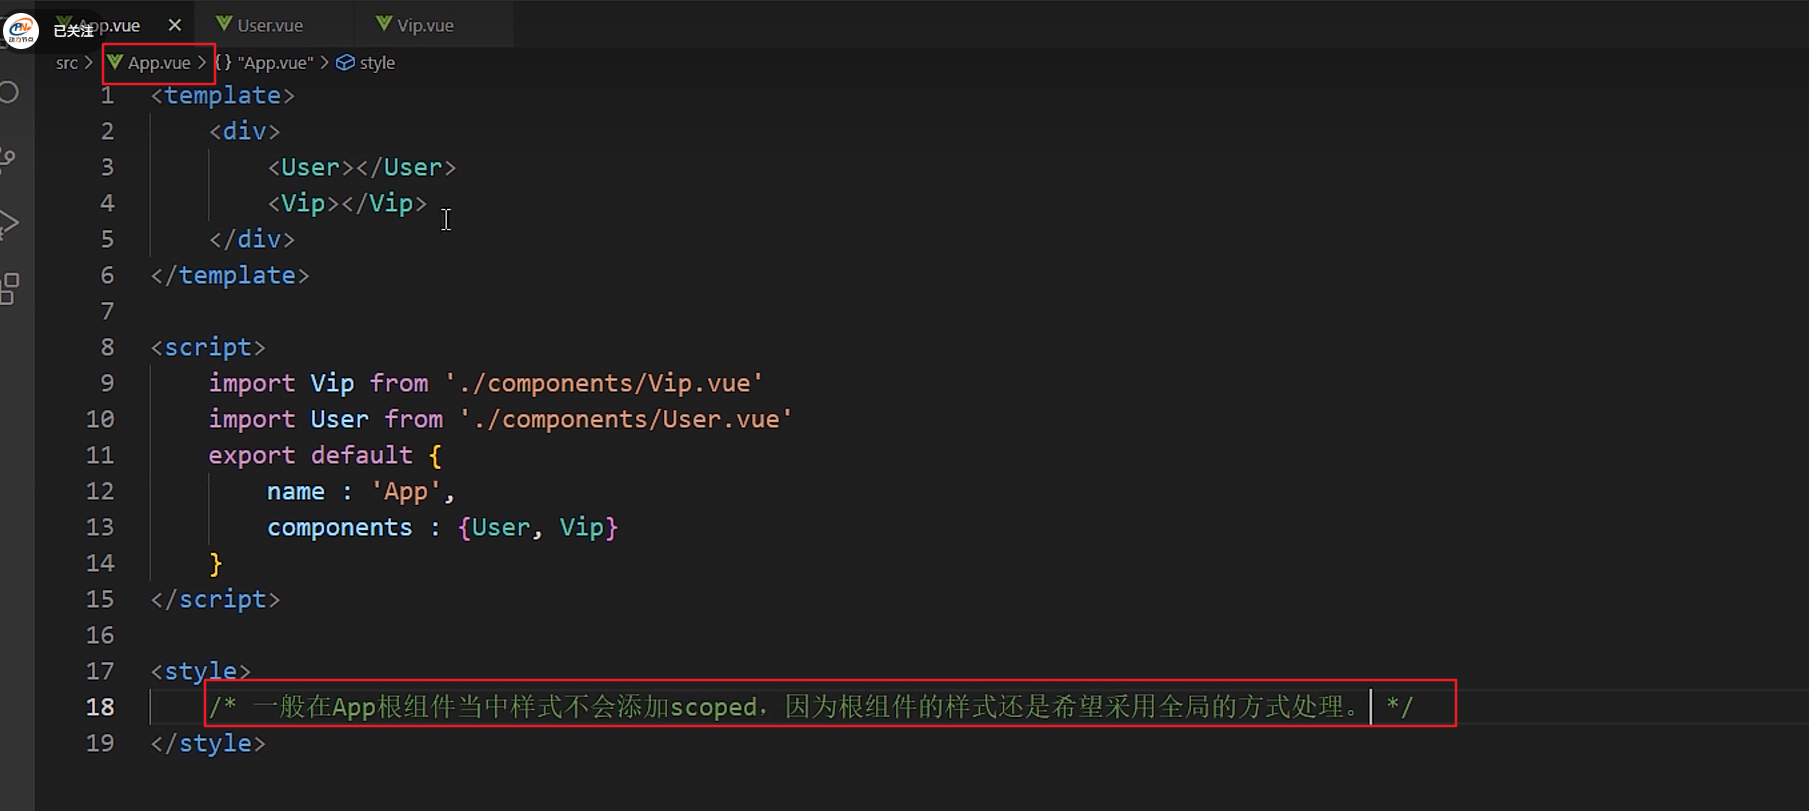 App.vue × User.vue Vip.vue
已关注
src > App.vue > {} "App.vue" > style
1 <template>
2 <div>
3 <User></User>
4 <Vip></Vip>
5 </div>
6 </template>
7
8 <script>
9 import Vip from './components/Vip.vue'
10 import User from './components/User.vue'
11 export default {
12 name : 'App',
13 components : {User, Vip}
14 }
15 </script>
16
17 <style>
18 /* 一般在App根组件当中样式不会添加scoped，因为根组件的样式还是希望采用全局的方式处理。 */
19 </style>